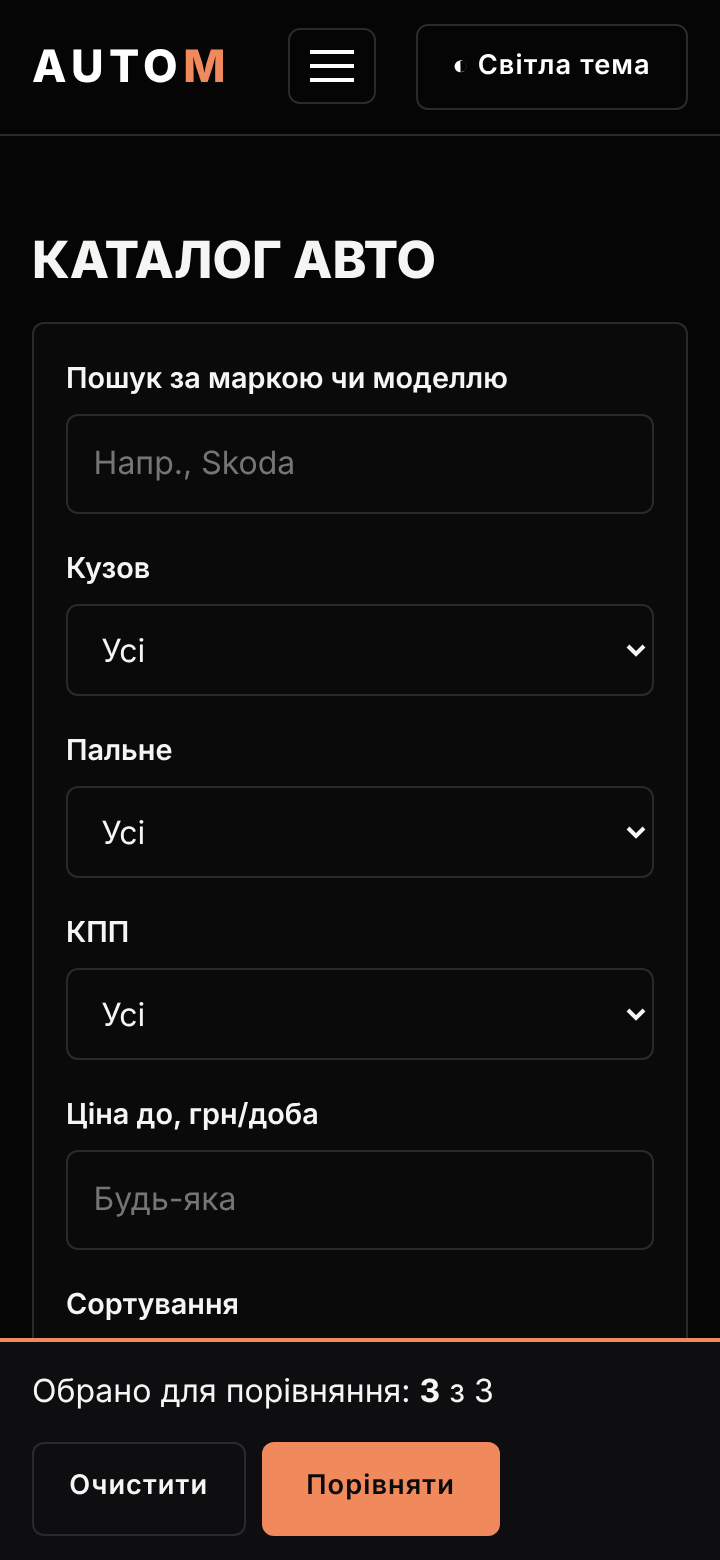 AUTOM
Світла тема
КАТАЛОГ АВТО
Пошук за маркою чи моделлю
Напр., Skoda
Кузов
Усі
Пальне
Усі
КПП
Усі
Ціна до, грн/доба
Будь-яка
Сортування
Обрано для порівняння: 3 з 3
Очистити
Порівняти